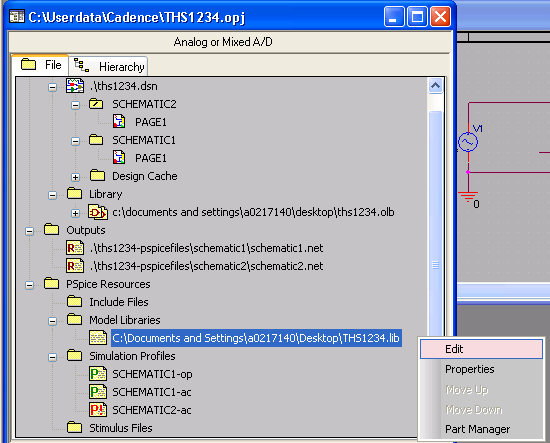 C:\Userdata\Cadence\THS1234.opj
Analog or Mixed A/D
File
Hierarchy
.\ths1234.dsn
SCHEMATIC2
PAGE1
SCHEMATIC1
PAGE1
Design Cache
Library
c:\documents and settings\a0217140\desktop\ths1234.olb
Outputs
.\ths1234-pspicefiles\schematic1\schematic1.net
.\ths1234-pspicefiles\schematic2\schematic2.net
PSpice Resources
Include Files
Model Libraries
C:\Documents and Settings\a0217140\Desktop\THS1234.lib
Simulation Profiles
SCHEMATIC1-op
SCHEMATIC1-ac
SCHEMATIC2-ac
Stimulus Files
V1
0
Edit
Properties
Move Up
Move Down
Part Manager